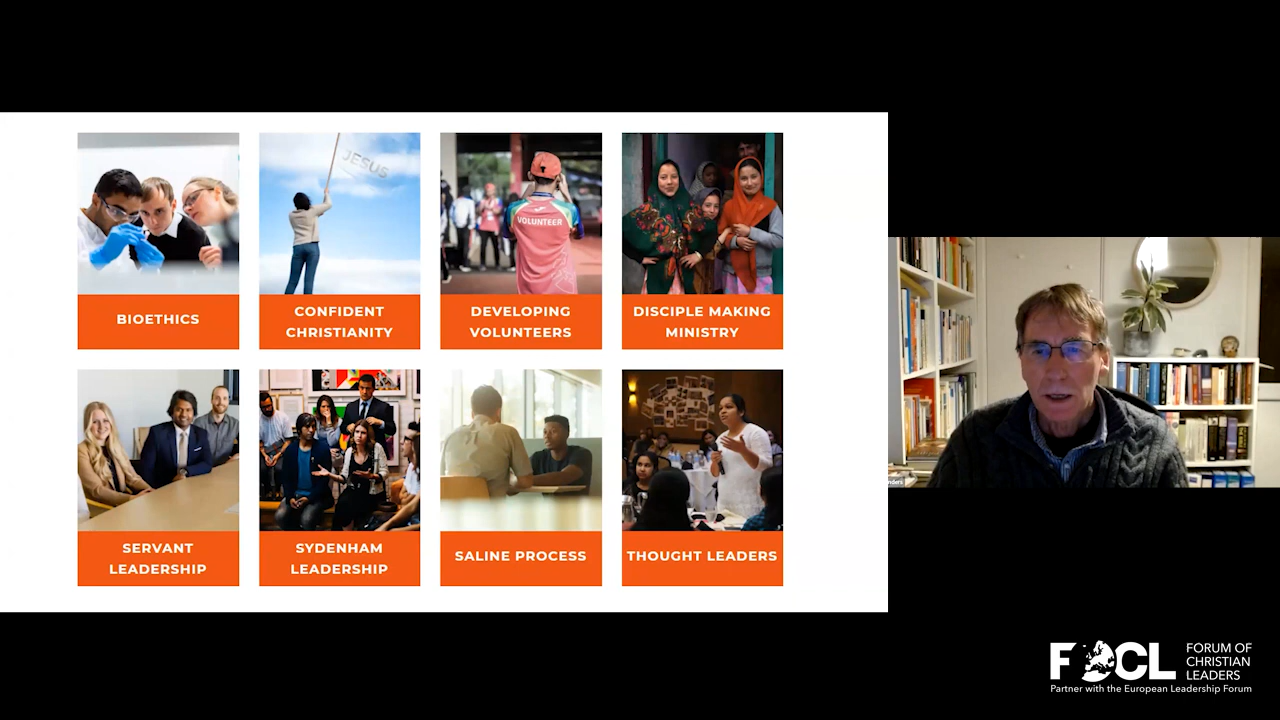 JESUS
VOLUNTEER
BIOETHICS
CONFIDENT
CHRISTIANITY
DEVELOPING
VOLUNTEERS
DISCIPLE MAKING
MINISTRY
SERVANT
LEADERSHIP
SYDENHAM
LEADERSHIP
SALINE PROCESS
THOUGHT LEADERS
FOCL
FORUM OF
CHRISTIAN
LEADERS
Partner with the European Leadership Forum